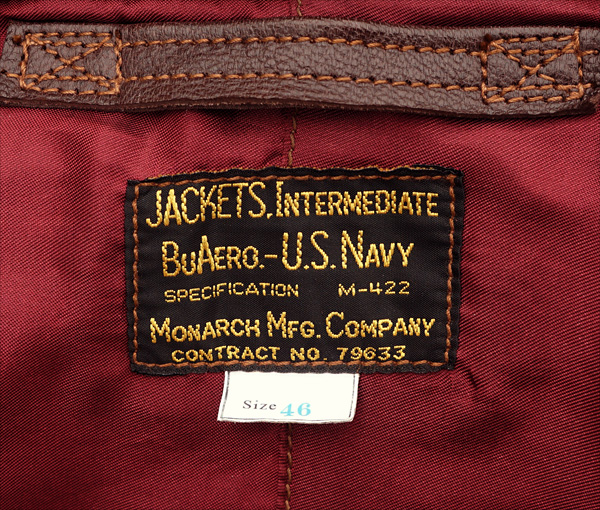 JACKETS, INTERMEDIATE
BUAERO.-U.S. NAVY
SPECIFICATION M-422
MONARCH MFG. COMPANY
CONTRACT NO. 79633
Size 46